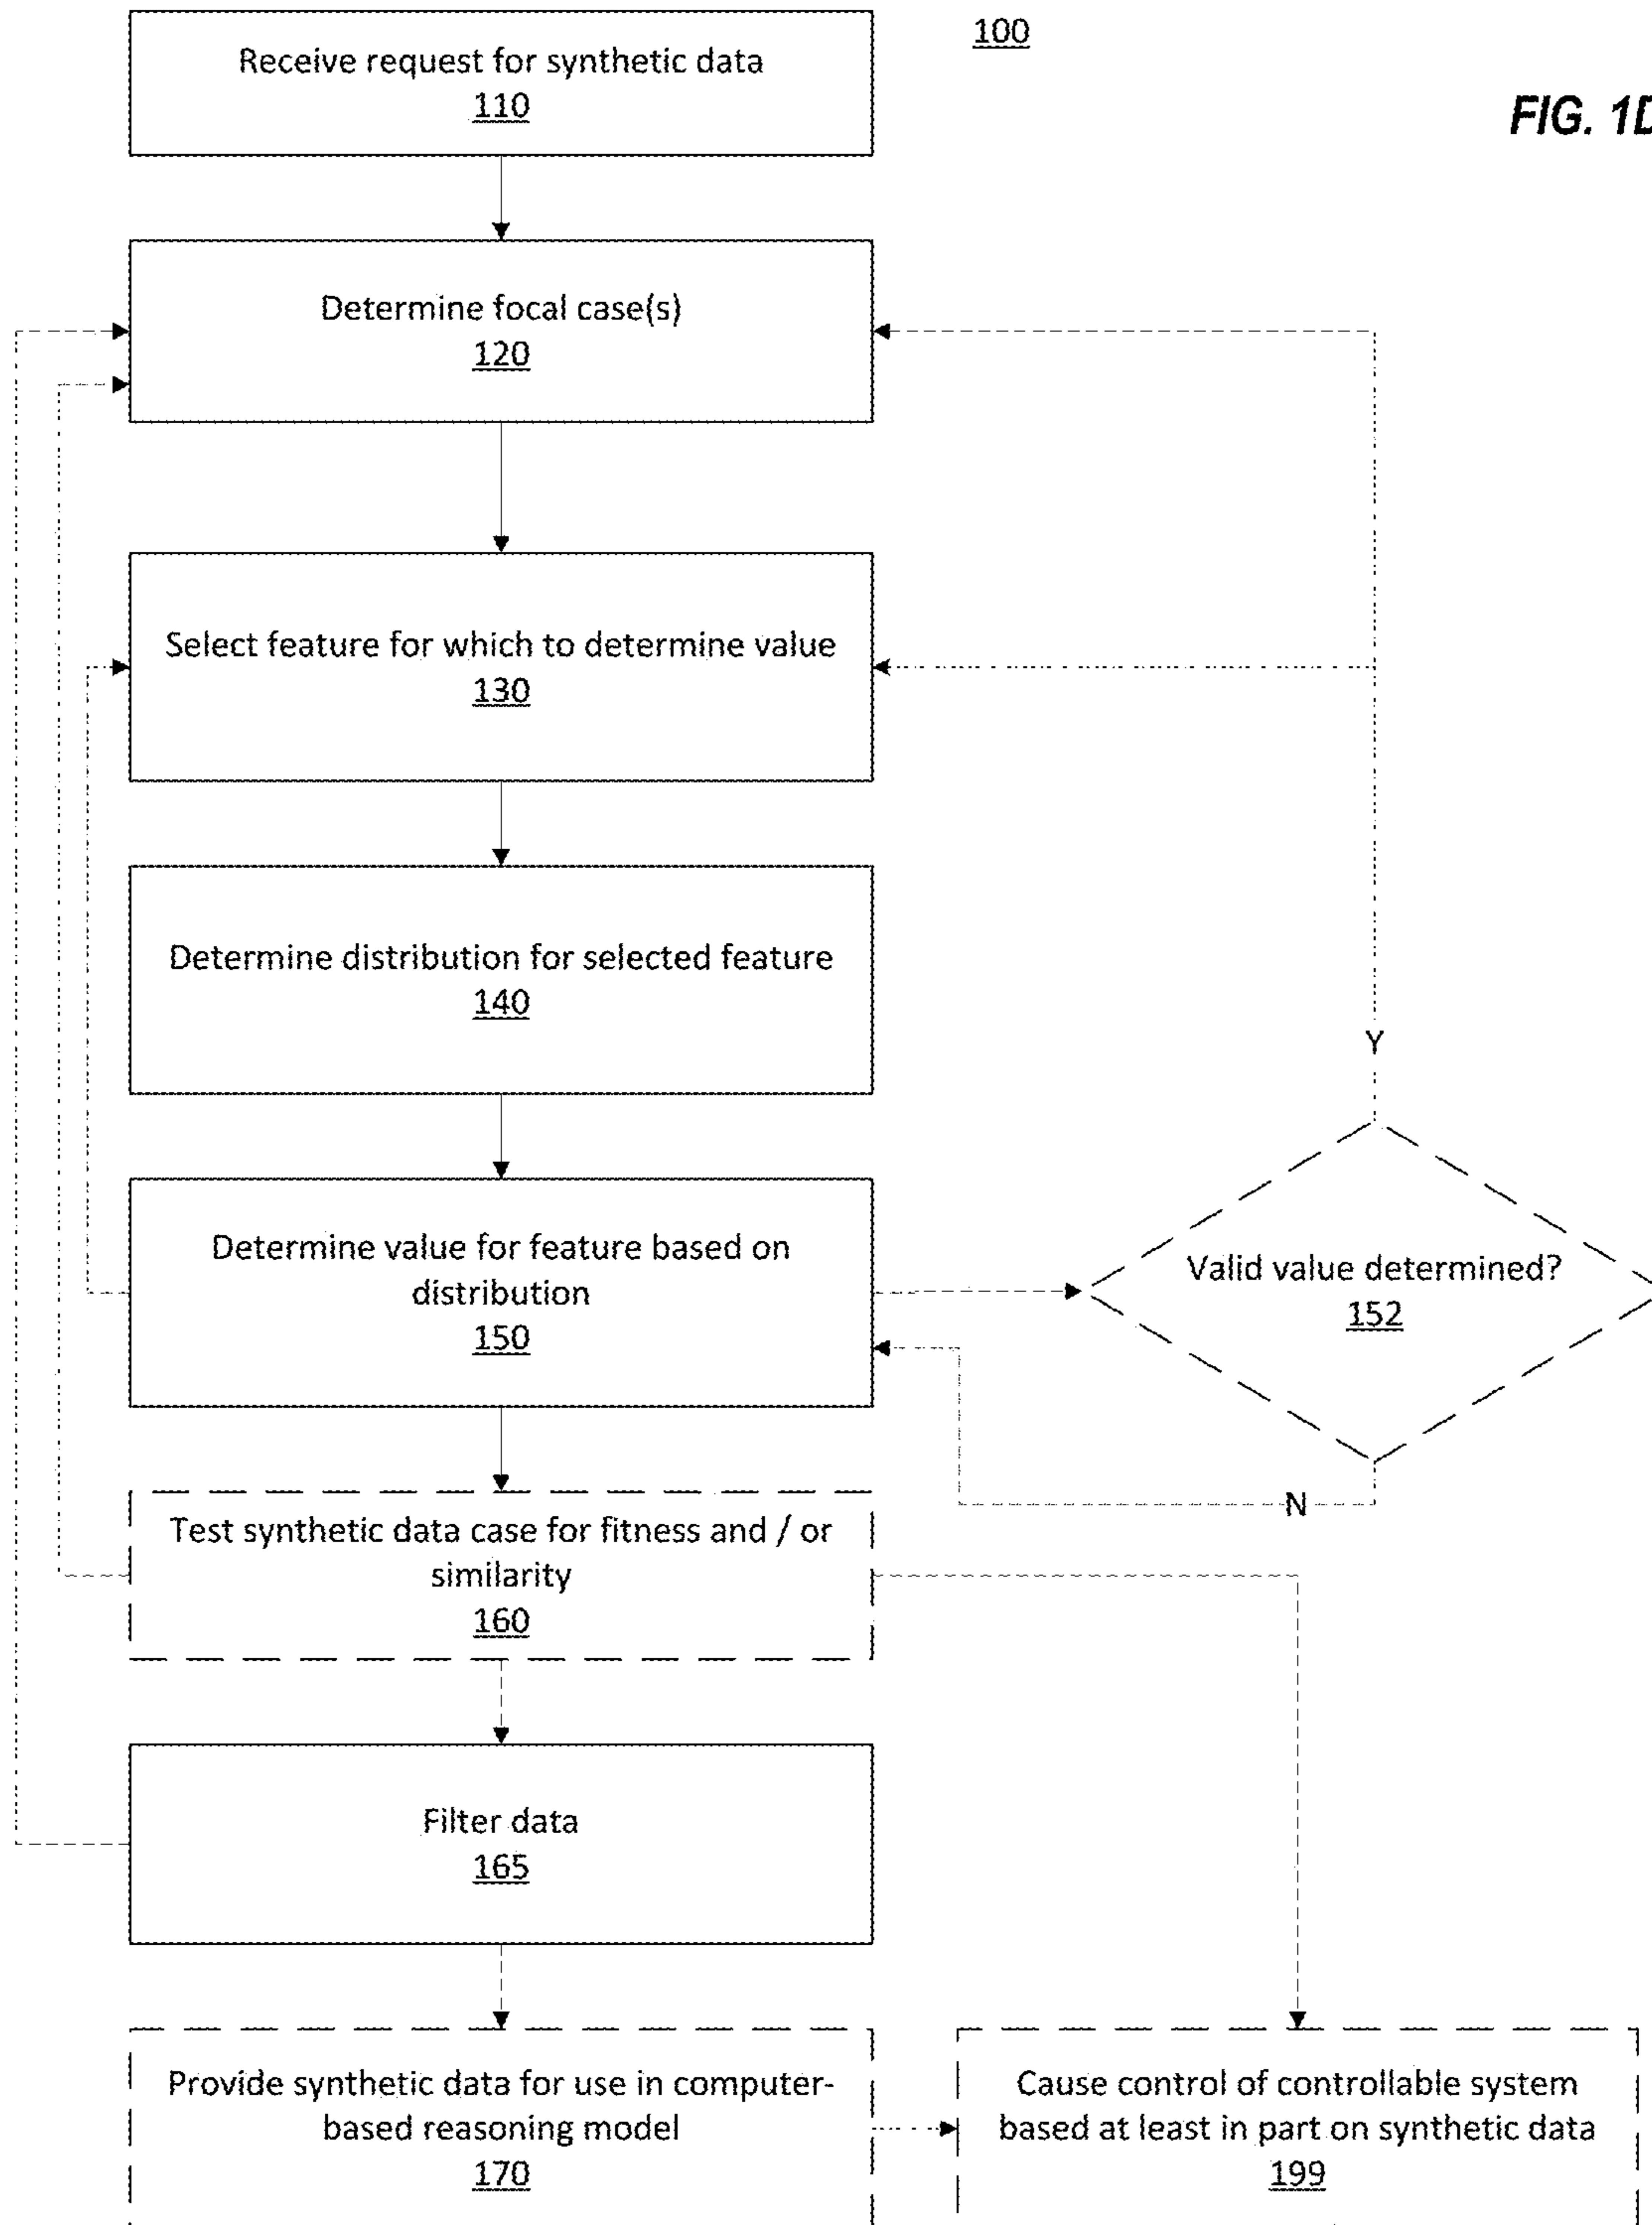 100
FIG. 1D
Receive request for synthetic data
110
Determine focal case(s)
120
Select feature for which to determine value
130
Determine distribution for selected feature
140
Y
Determine value for feature based on
distribution
150
Valid value determined?
152
N
Test synthetic data case for fitness and / or
similarity
160
Filter data
165
Provide synthetic data for use in computer-
based reasoning model
170
Cause control of controllable system
based at least in part on synthetic data
199